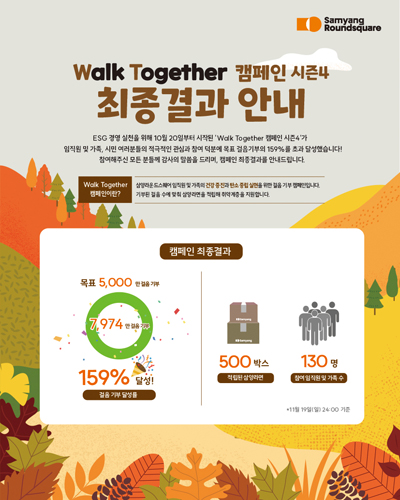 Samyang
Roundsquare
Walk Together 캠페인 시즌4
최종결과 안내
ESG 경영 실천을 위해 10월 20일부터 시작된 'Walk Together 캠페인 시즌4'가
임직원 및 가족, 시민 여러분들의 적극적인 관심과 참여 덕분에 목표 걸음기부의 159%를 초과 달성했습니다!
참여해주신 모든 분들께 감사의 말씀을 드리며, 캠페인 최종결과를 안내드립니다.
Walk Together
캠페인이란?
삼양라운드스퀘어 임직원 및 가족의 건강 증진과 탄소 중립 실현을 위한 걸음 기부 캠페인입니다.
기부된 걸음 수에 맞춰 삼양라면을 적립해 취약계층을 지원합니다.
캠페인 최종결과
목표 5,000 만 걸음 기부
7,974 만 걸음 기부
159% 달성!
걸음 기부 달성률
500 박스
적립된 삼양라면
130 명
참여 임직원 및 가족 수
*11월 19일(일) 24:00 기준